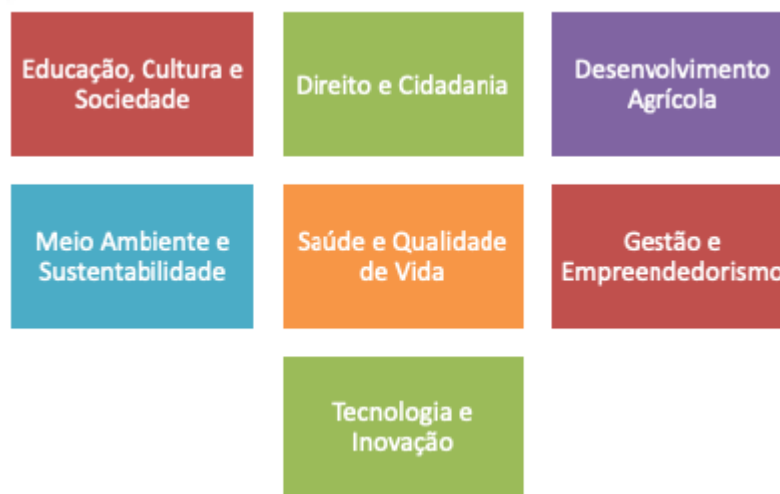 Educação, Cultura e
Sociedade
Direito e Cidadania
Desenvolvimento
Agrícola
Meio Ambiente e
Sustentabilidade
Saúde e Qualidade
de Vida
Gestão e
Empreendedorismo
Tecnologia e
Inovação